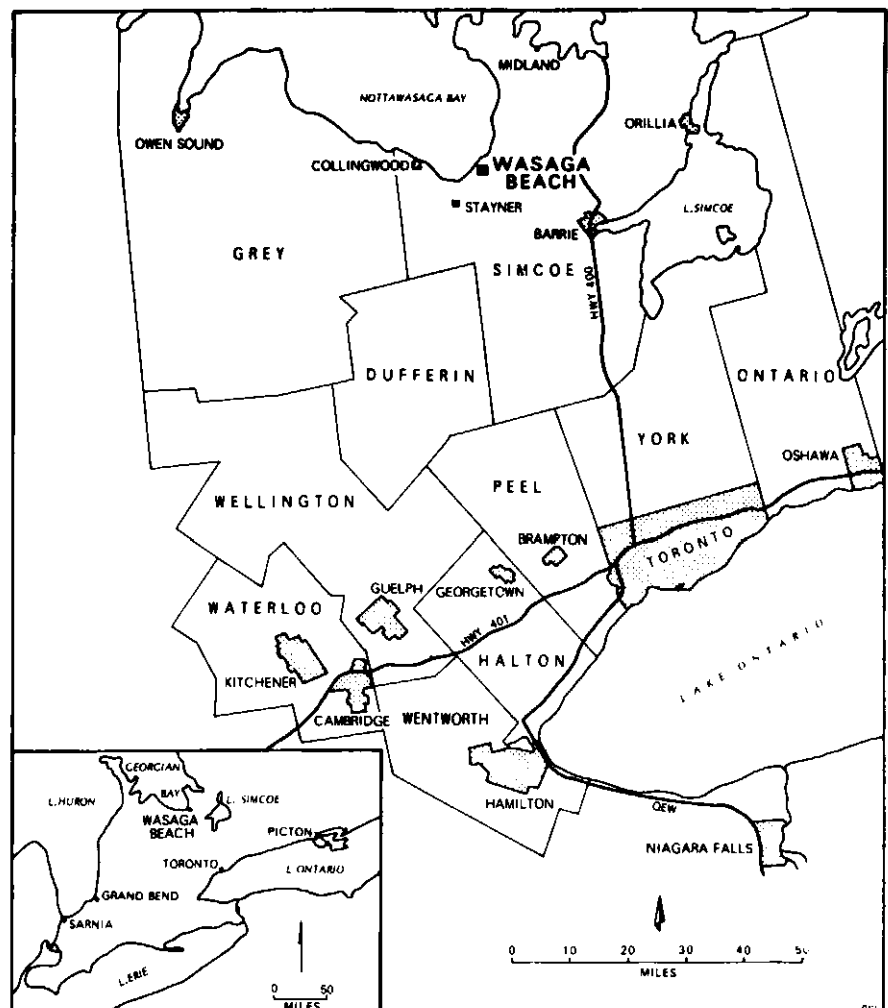 MIDLAND
NOTTAWASAGA BAY
ORILLIA
OWEN SOUND
COLLINGWOOD
WASAGA
BEACH
STAYNER
L. SIMCOE
BARRIE
GREY
SIMCOE
HWY 400
DUFFERIN
ONTARIO
YORK
OSHAWA
PEEL
WELLINGTON
BRAMPTON
TORONTO
GUELPH
GEORGETOWN
WATERLOO
HWY 401
HALTON
LAKE ONTARIO
KITCHENER
CAMBRIDGE
WENTWORTH
HAMILTON
QEW
NIAGARA FALLS
0 10 20 30 40 50
MILES
GEORGIAN
BAY
L. HURON
L. SIMCOE
WASAGA
BEACH
PICTON
TORONTO
L. ONTARIO
GRAND BEND
SARNIA
L. ERIE
0 50
MILES